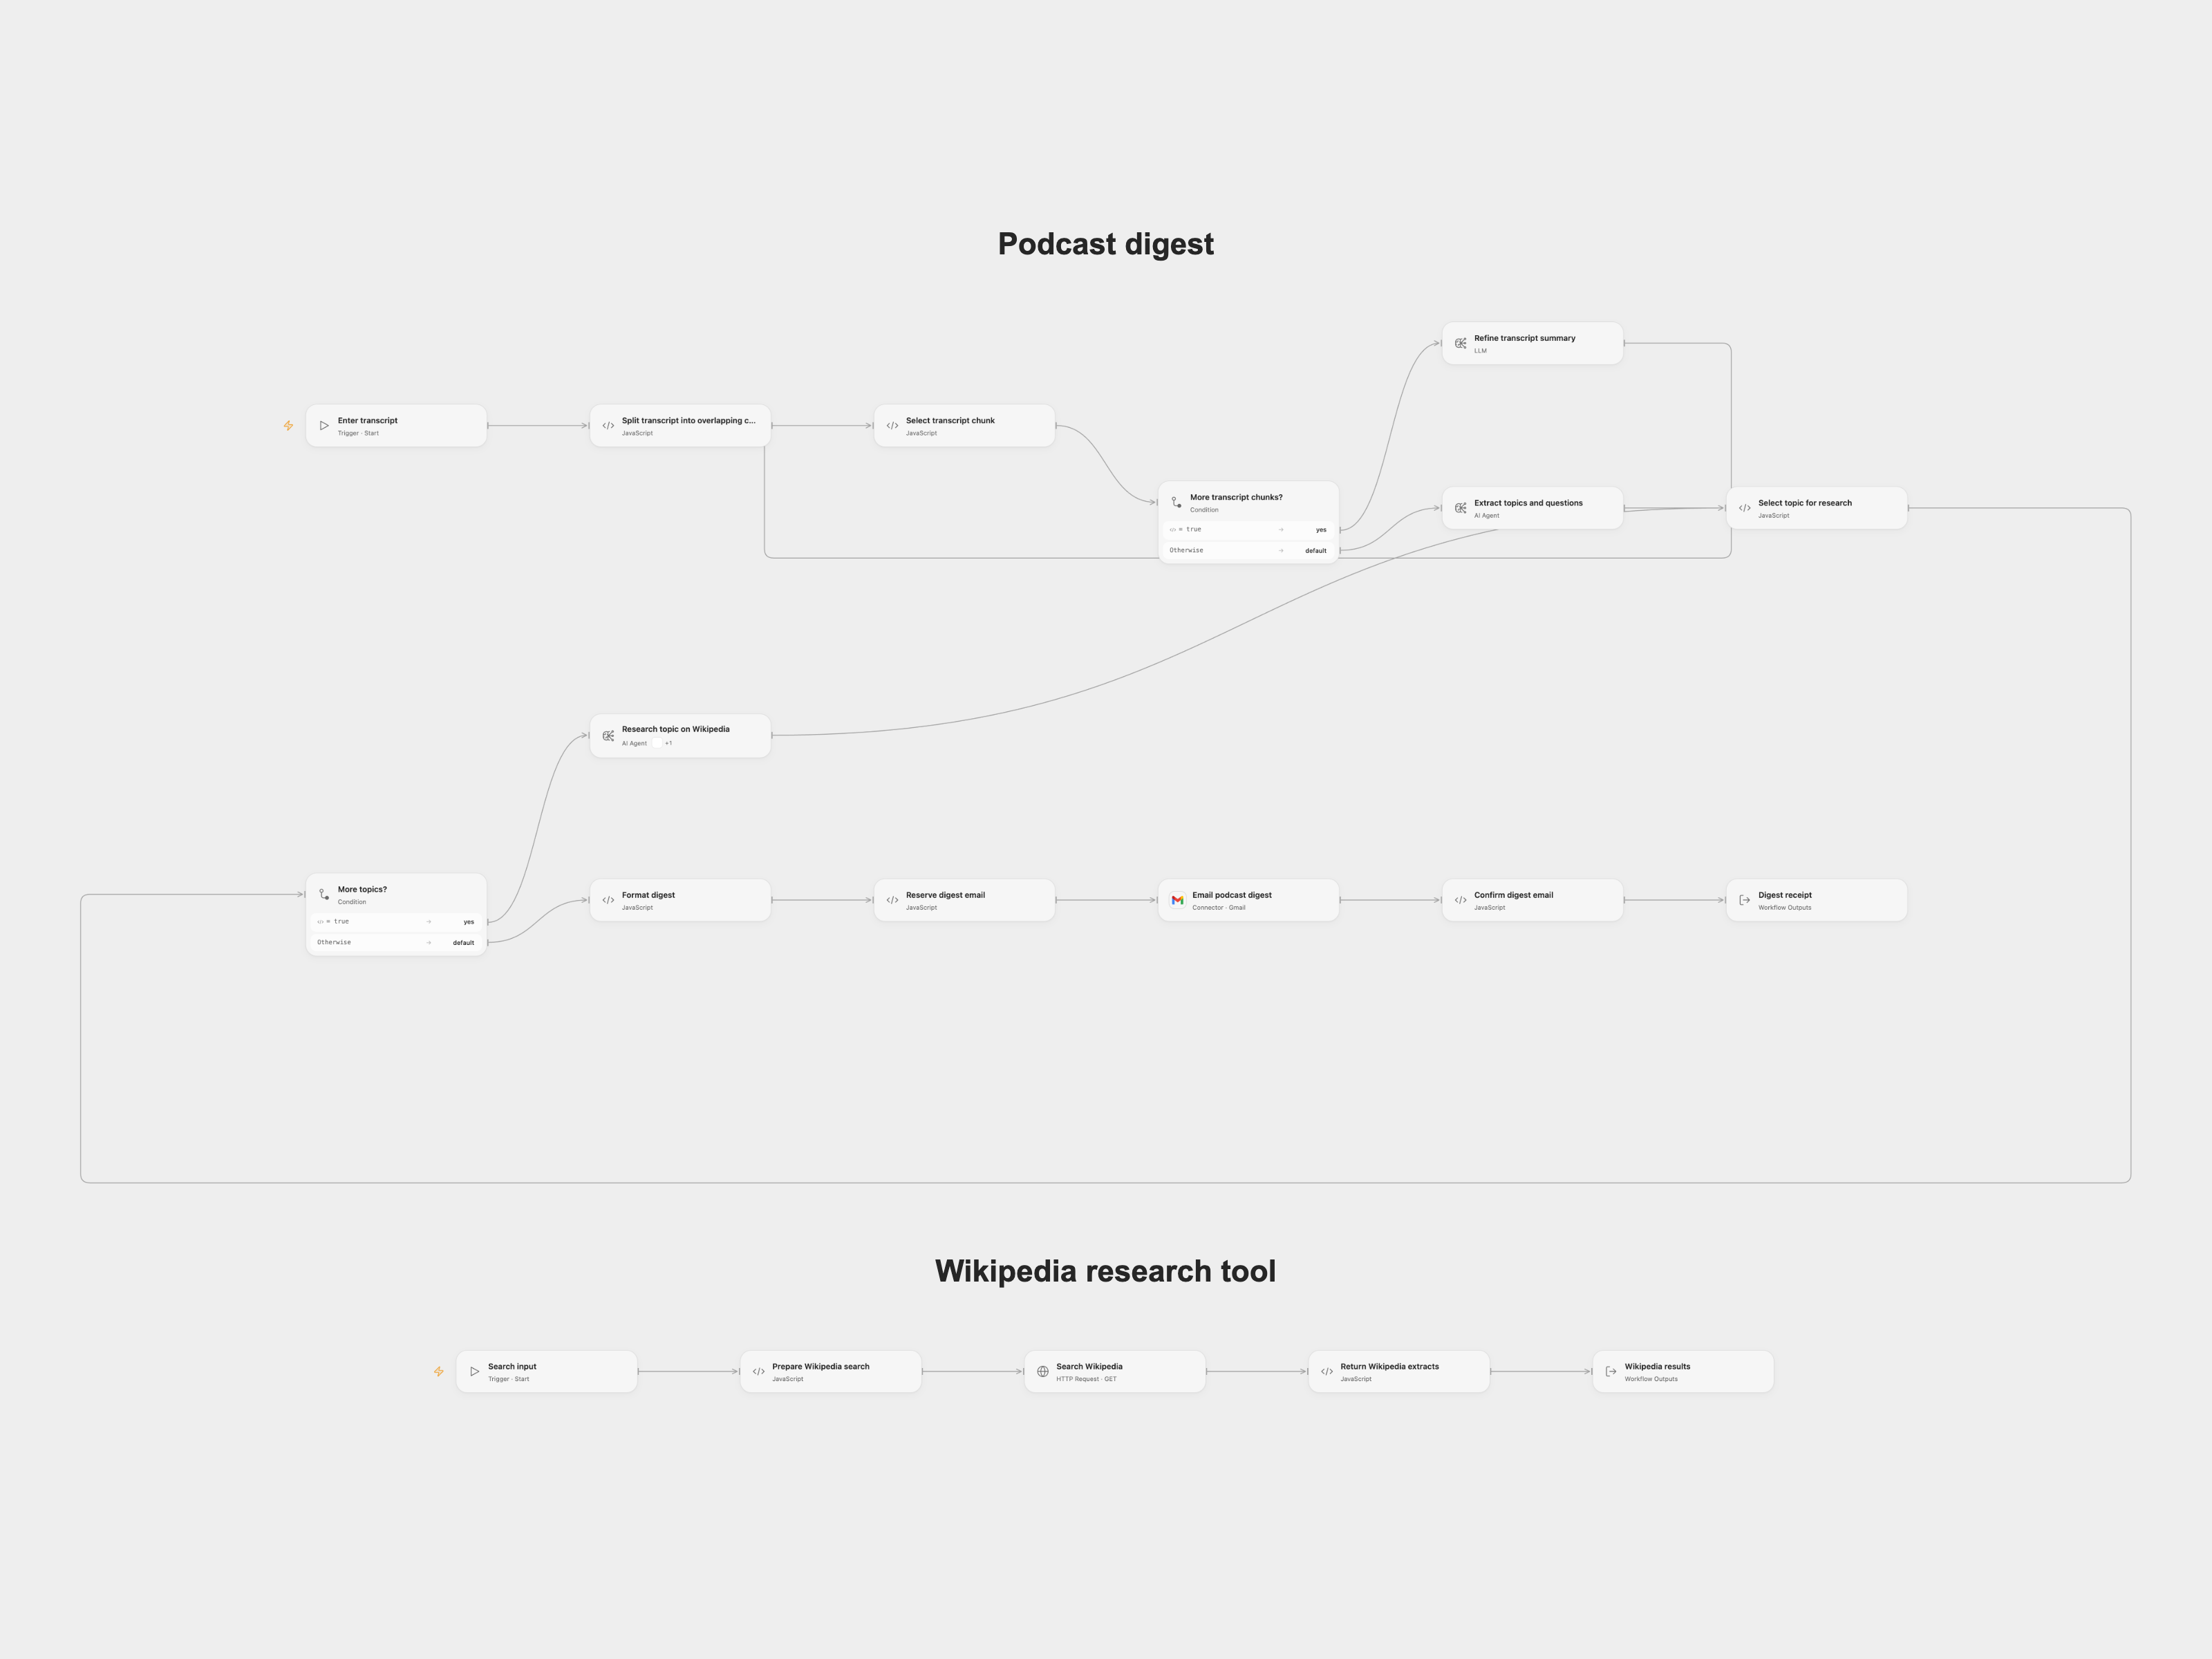 Podcast digest
Refine transcript summary
LLM
Enter transcript
Trigger · Start
Split transcript into overlapping c...
JavaScript
Select transcript chunk
JavaScript
More transcript chunks?
Condition
</> = true → yes
Otherwise → default
Extract topics and questions
AI Agent
Select topic for research
JavaScript
Research topic on Wikipedia
AI Agent +1
More topics?
Condition
</> = true → yes
Otherwise → default
Format digest
JavaScript
Reserve digest email
JavaScript
Email podcast digest
Connector · Gmail
Confirm digest email
JavaScript
Digest receipt
Workflow Outputs
Wikipedia research tool
Search input
Trigger · Start
Prepare Wikipedia search
JavaScript
Search Wikipedia
HTTP Request · GET
Return Wikipedia extracts
JavaScript
Wikipedia results
Workflow Outputs